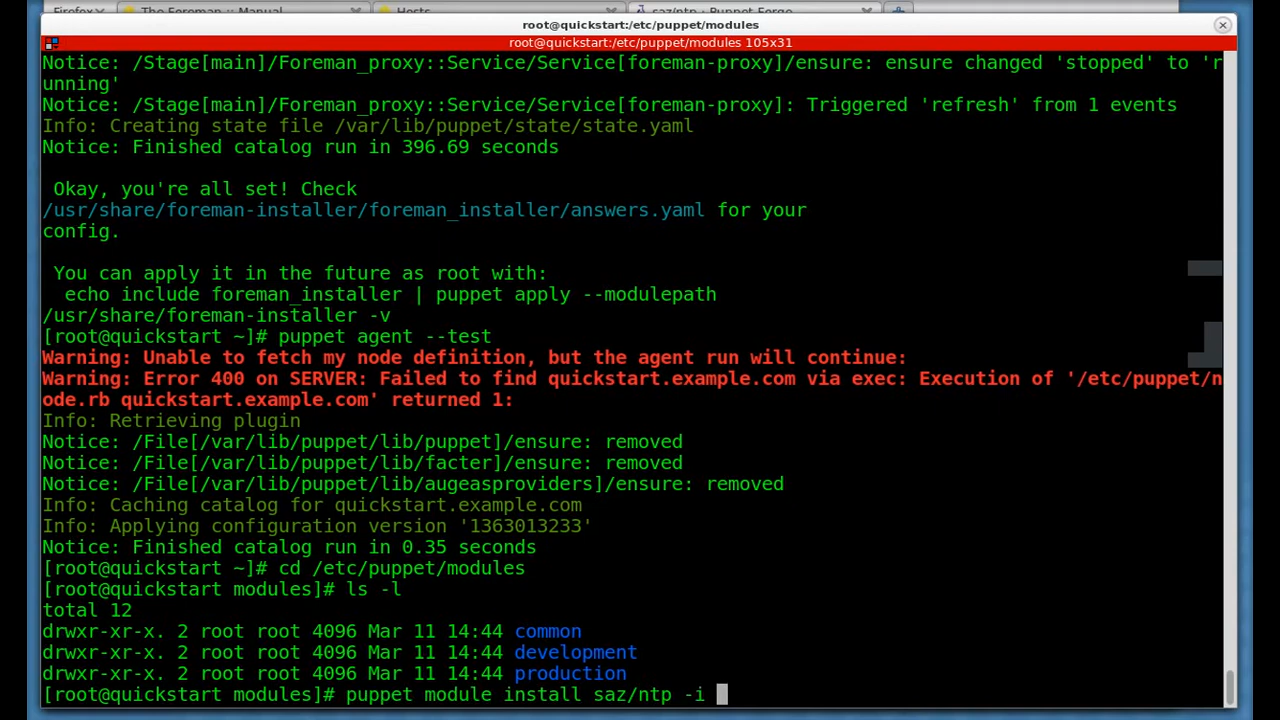 Firefox The Foreman :: Manual Hosts saz/ntp · Puppet Forge
root@quickstart:/etc/puppet/modules
root@quickstart:/etc/puppet/modules 105x31
Notice: /Stage[main]/Foreman_proxy::Service/Service[foreman-proxy]/ensure: ensure changed 'stopped' to 'r
unning'
Notice: /Stage[main]/Foreman_proxy::Service/Service[foreman-proxy]: Triggered 'refresh' from 1 events
Info: Creating state file /var/lib/puppet/state/state.yaml
Notice: Finished catalog run in 396.69 seconds
Okay, you're all set! Check
/usr/share/foreman-installer/foreman_installer/answers.yaml for your
config.
You can apply it in the future as root with:
echo include foreman_installer | puppet apply --modulepath
/usr/share/foreman-installer -v
[root@quickstart ~]# puppet agent --test
Warning: Unable to fetch my node definition, but the agent run will continue:
Warning: Error 400 on SERVER: Failed to find quickstart.example.com via exec: Execution of '/etc/puppet/n
ode.rb quickstart.example.com' returned 1:
Info: Retrieving plugin
Notice: /File[/var/lib/puppet/lib/puppet]/ensure: removed
Notice: /File[/var/lib/puppet/lib/facter]/ensure: removed
Notice: /File[/var/lib/puppet/lib/augeasproviders]/ensure: removed
Info: Caching catalog for quickstart.example.com
Info: Applying configuration version '1363013233'
Notice: Finished catalog run in 0.35 seconds
[root@quickstart ~]# cd /etc/puppet/modules
[root@quickstart modules]# ls -l
total 12
drwxr-xr-x. 2 root root 4096 Mar 11 14:44 common
drwxr-xr-x. 2 root root 4096 Mar 11 14:44 development
drwxr-xr-x. 2 root root 4096 Mar 11 14:44 production
[root@quickstart modules]# puppet module install saz/ntp -i